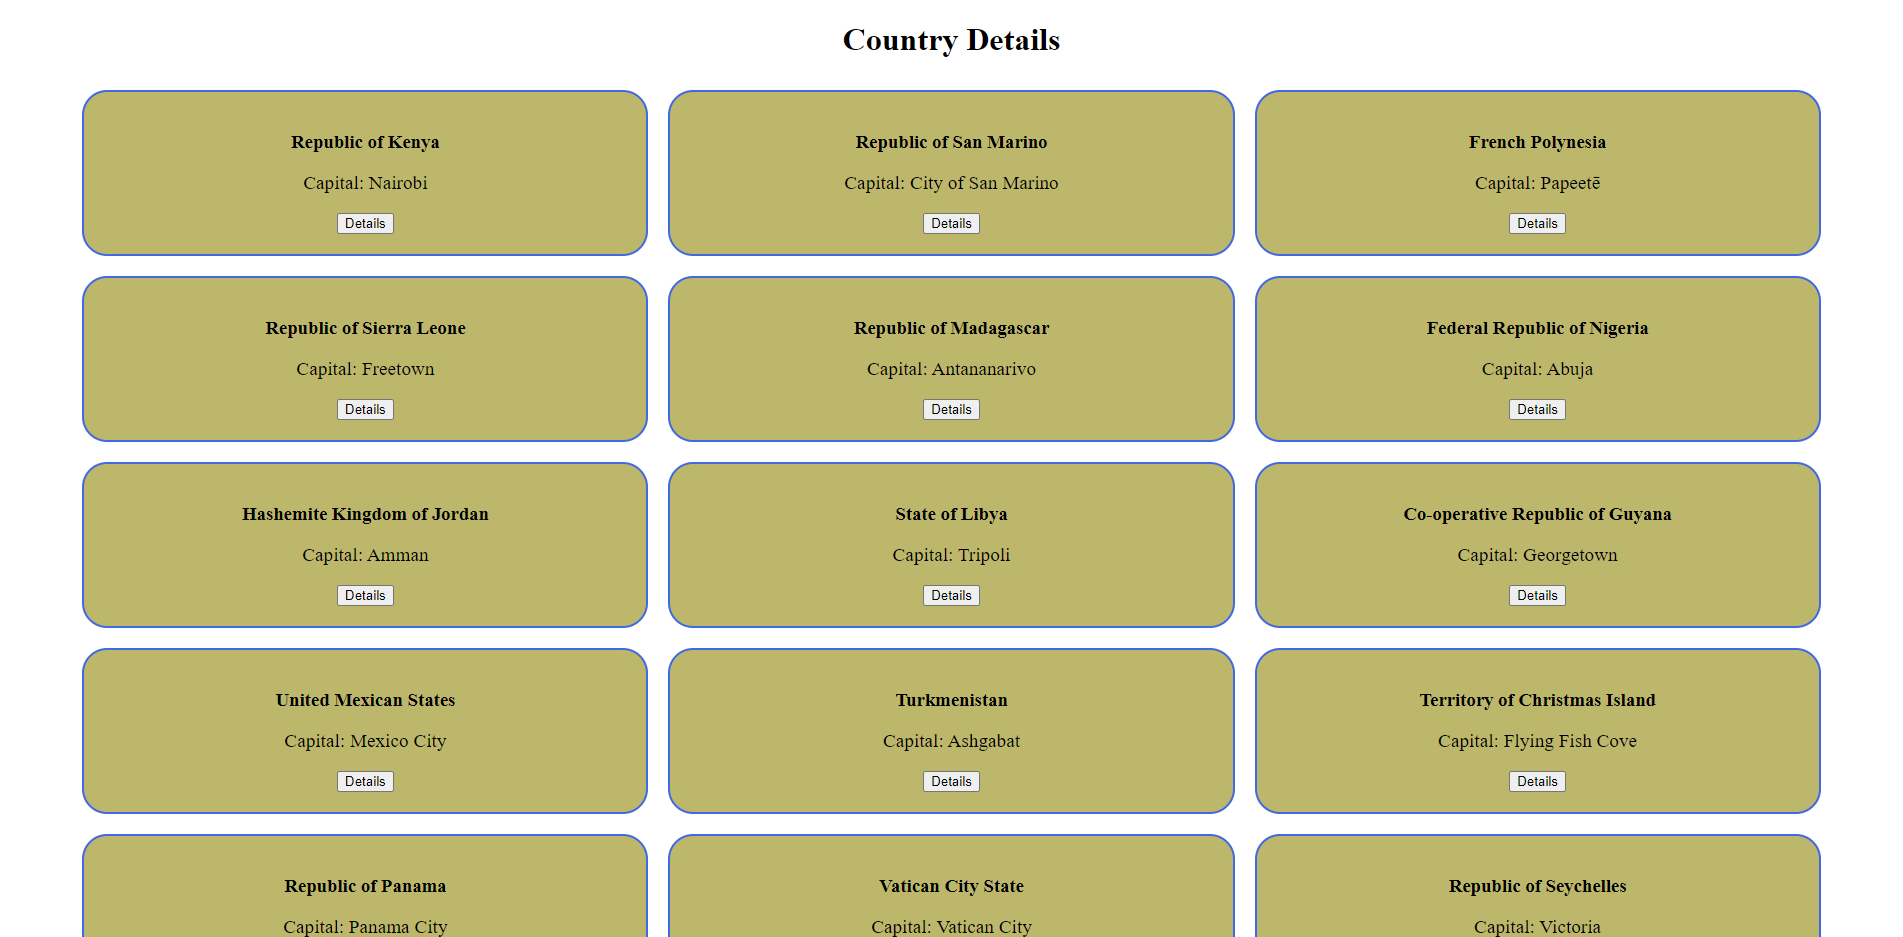 Country Details
Republic of Kenya
Capital: Nairobi
Details
Republic of San Marino
Capital: City of San Marino
Details
French Polynesia
Capital: Papeetē
Details
Republic of Sierra Leone
Capital: Freetown
Details
Republic of Madagascar
Capital: Antananarivo
Details
Federal Republic of Nigeria
Capital: Abuja
Details
Hashemite Kingdom of Jordan
Capital: Amman
Details
State of Libya
Capital: Tripoli
Details
Co-operative Republic of Guyana
Capital: Georgetown
Details
United Mexican States
Capital: Mexico City
Details
Turkmenistan
Capital: Ashgabat
Details
Territory of Christmas Island
Capital: Flying Fish Cove
Details
Republic of Panama
Capital: Panama City
Vatican City State
Capital: Vatican City
Republic of Seychelles
Capital: Victoria